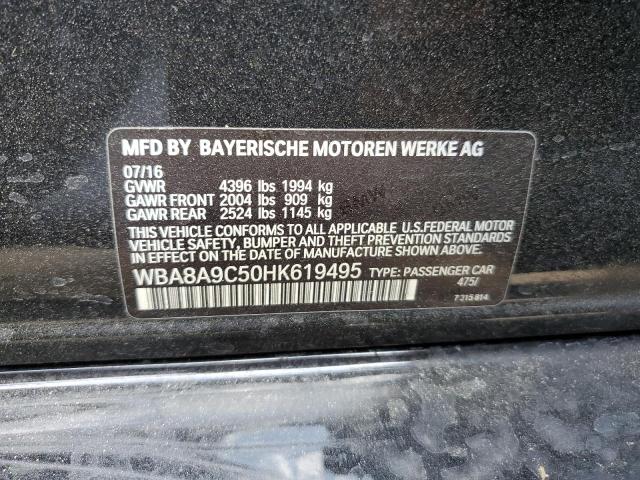 MFD BY BAYERISCHE MOTOREN WERKE AG
07/16
GVWR 4396 lbs 1994 kg
GAWR FRONT 2004 lbs 909 kg
GAWR REAR 2524 lbs 1145 kg
THIS VEHICLE CONFORMS TO ALL APPLICABLE U.S.FEDERAL MOTOR
VEHICLE SAFETY, BUMPER AND THEFT PREVENTION STANDARDS
IN EFFECT ON THE DATE OF MANUFACTURE SHOWN ABOVE.
WBA8A9C50HK619495 TYPE: PASSENGER CAR
475/
7 315 814